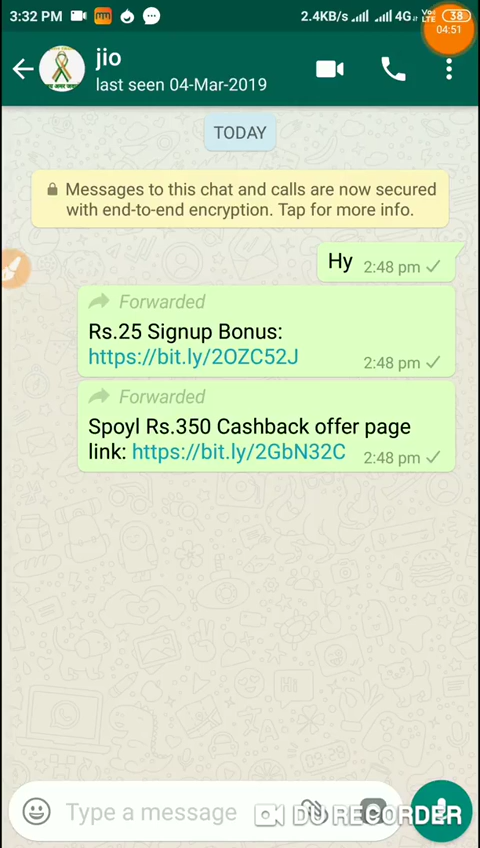 3:32 PM 2.4KB/s 4G Vo LTE 38
04:51
jio
last seen 04-Mar-2019
TODAY
Messages to this chat and calls are now secured
with end-to-end encryption. Tap for more info.
Hy 2:48 pm
Forwarded
Rs.25 Signup Bonus:
https://bit.ly/2OZC52J
2:48 pm
Forwarded
Spoyl Rs.350 Cashback offer page
link: https://bit.ly/2GbN32C 2:48 pm
Type a message
DU RECORDER